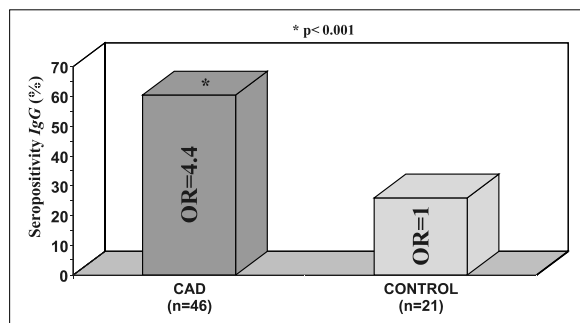 * p< 0.001
Seropositivity IgG (%)
70
60
50
40
30
20
10
0
*
OR=4.4
OR=1
CAD
(n=46)
CONTROL
(n=21)